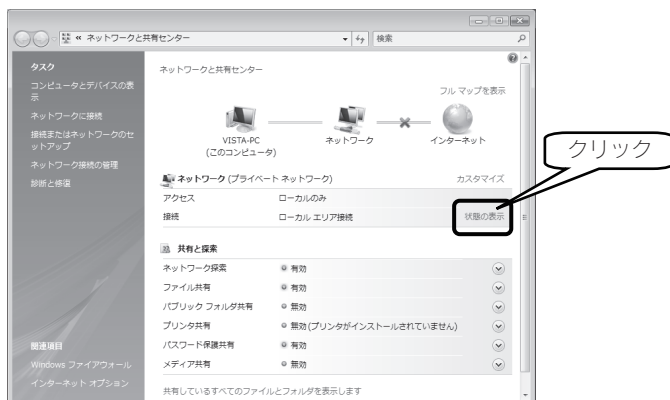 ネットワークと共有センター
検索
タスク
コンピュータとデバイスの表
示
ネットワークに接続
接続またはネットワークのセ
ットアップ
ネットワーク接続の管理
診断と修復
関連項目
Windows ファイアウォール
インターネット オプション
ネットワークと共有センター
フル マップを表示
VISTA-PC
(このコンピュータ)
ネットワーク
インターネット
ネットワーク (プライベート ネットワーク)
カスタマイズ
アクセス ローカルのみ
接続 ローカル エリア接続 状態の表示
クリック
共有と探索
ネットワーク探索 有効
ファイル共有 有効
パブリック フォルダ共有 無効
プリンタ共有 無効(プリンタがインストールされていません)
パスワード保護共有 有効
メディア共有 無効
共有しているすべてのファイルとフォルダを表示します